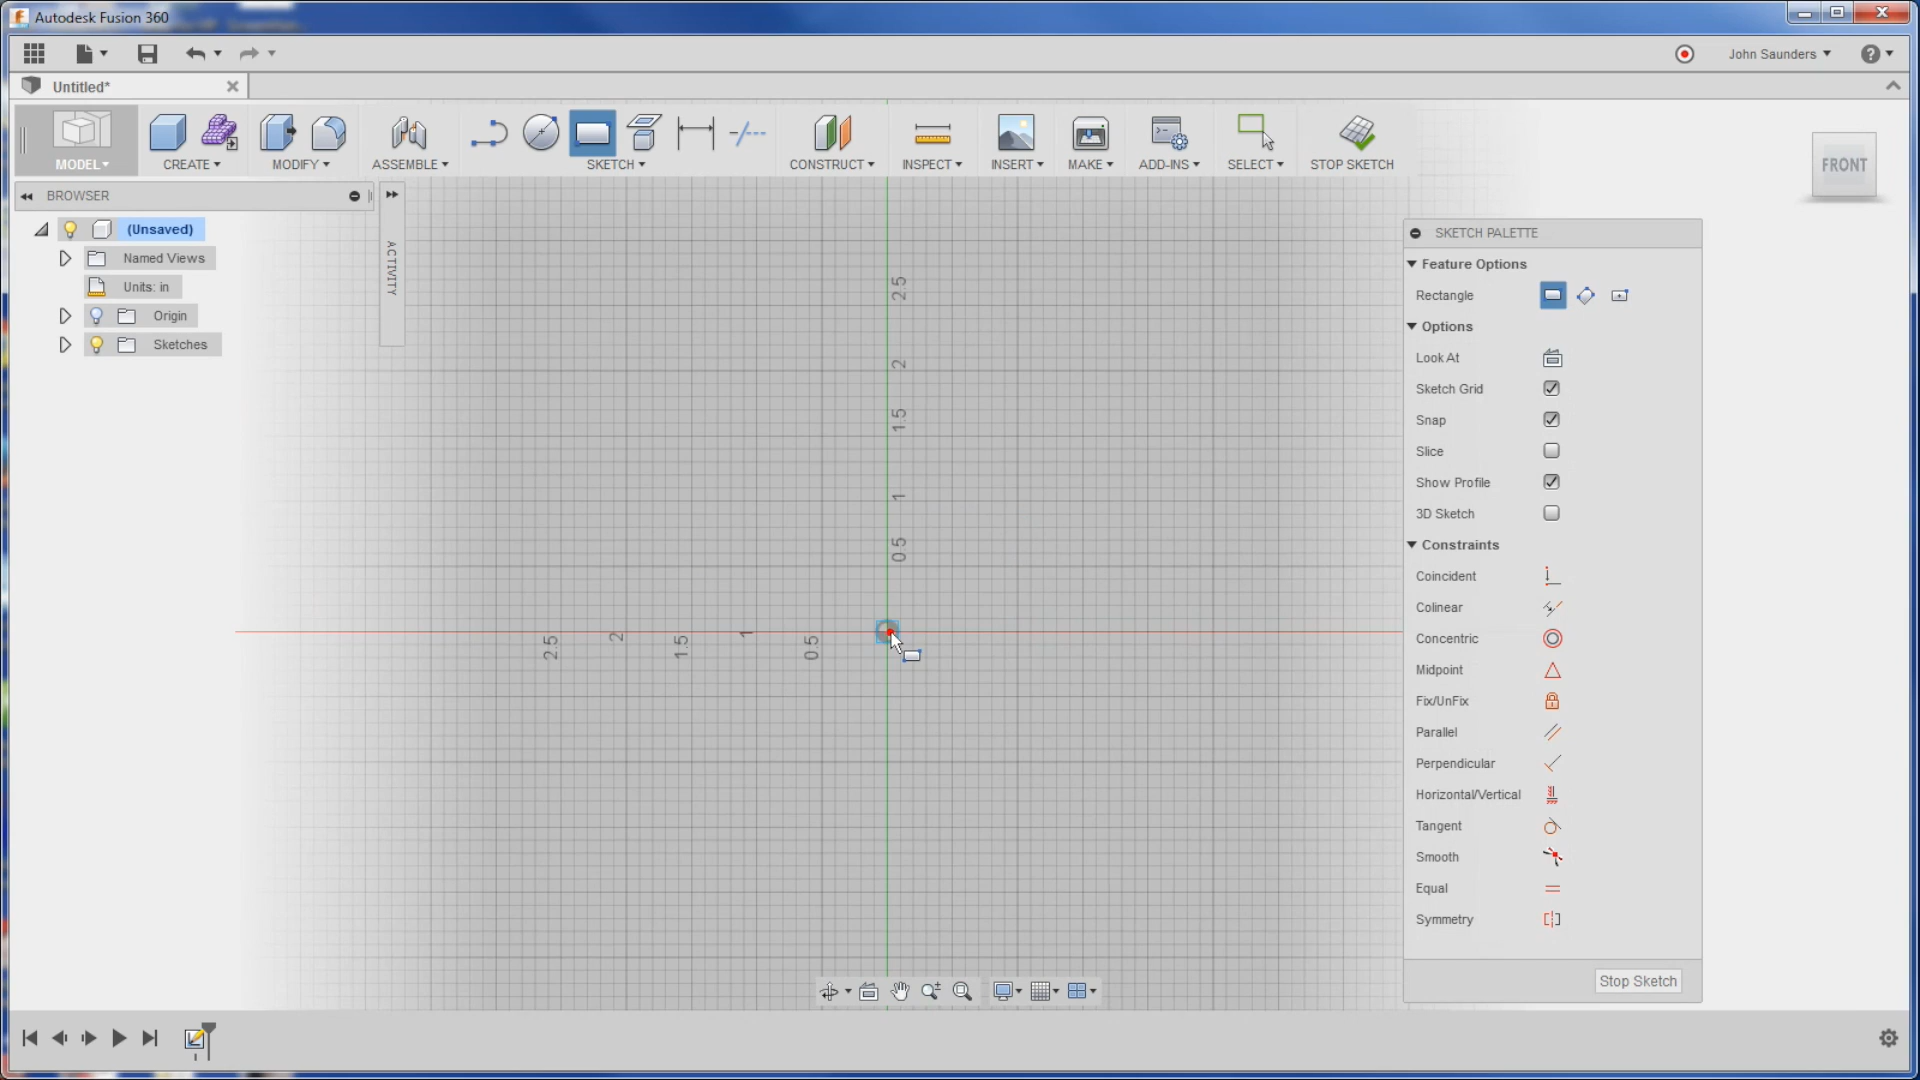 Autodesk Fusion 360
John Saunders
Untitled*
MODEL CREATE MODIFY ASSEMBLE SKETCH CONSTRUCT INSPECT INSERT MAKE ADD-INS SELECT STOP SKETCH
FRONT
BROWSER
(Unsaved)
Named Views
Units: in
Origin
Sketches
ACTIVITY
2.5
2
1.5
1
0.5
2.5 2 1.5 1 0.5
SKETCH PALETTE
Feature Options
Rectangle
Options
Look At
Sketch Grid
Snap
Slice
Show Profile
3D Sketch
Constraints
Coincident
Colinear
Concentric
Midpoint
Fix/UnFix
Parallel
Perpendicular
Horizontal/Vertical
Tangent
Smooth
Equal
Symmetry
Stop Sketch